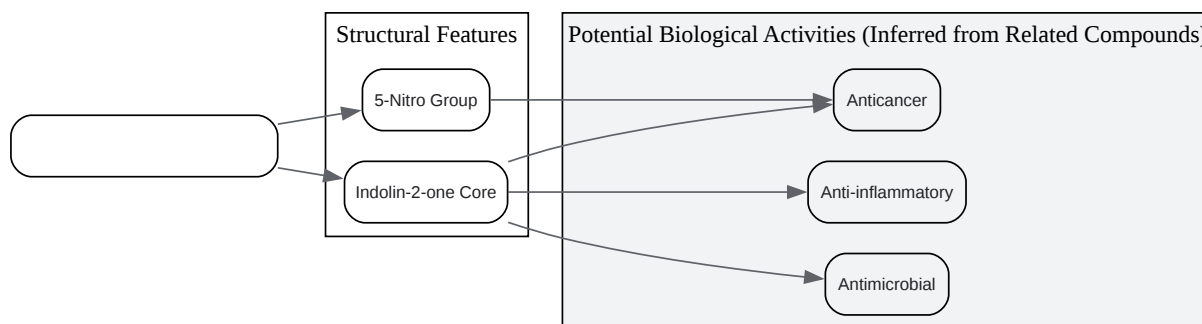 Structural Features
Potential Biological Activities (Inferred from Related Compounds)
5-Nitro Group
Anticancer
Indolin-2-one Core
Anti-inflammatory
Antimicrobial